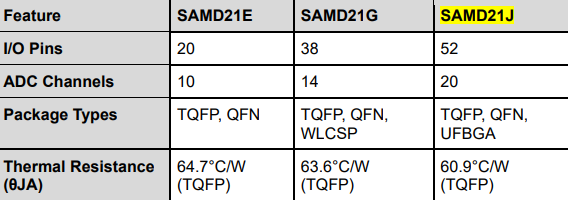 Feature SAMD21E SAMD21G SAMD21J
I/O Pins 20 38 52
ADC Channels 10 14 20
Package Types TQFP, QFN TQFP, QFN, TQFP, QFN,
WLCSP UFBGA
Thermal Resistance 64.7°C/W 63.6°C/W 60.9°C/W
(θJA) (TQFP) (TQFP) (TQFP)